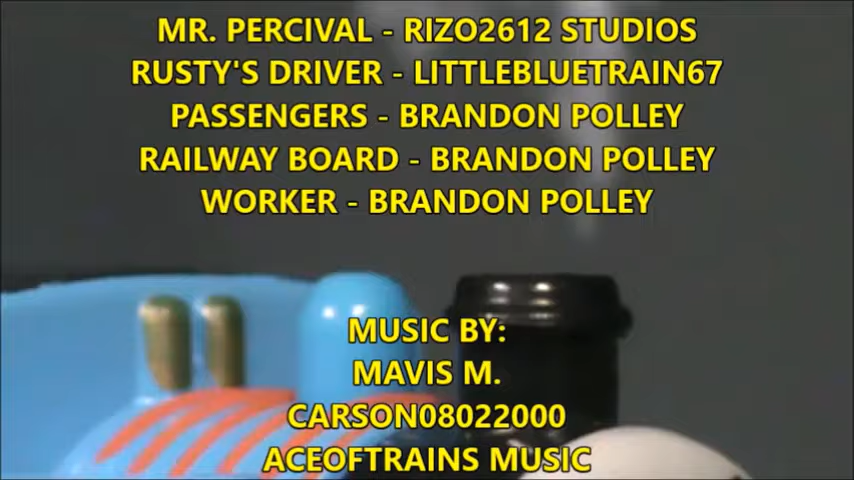 MR. PERCIVAL - RIZO2612 STUDIOS
RUSTY'S DRIVER - LITTLEBLUETRAIN67
PASSENGERS - BRANDON POLLEY
RAILWAY BOARD - BRANDON POLLEY
WORKER - BRANDON POLLEY
MUSIC BY:
MAVIS M.
CARSON08022000
ACEOFTRAINS MUSIC